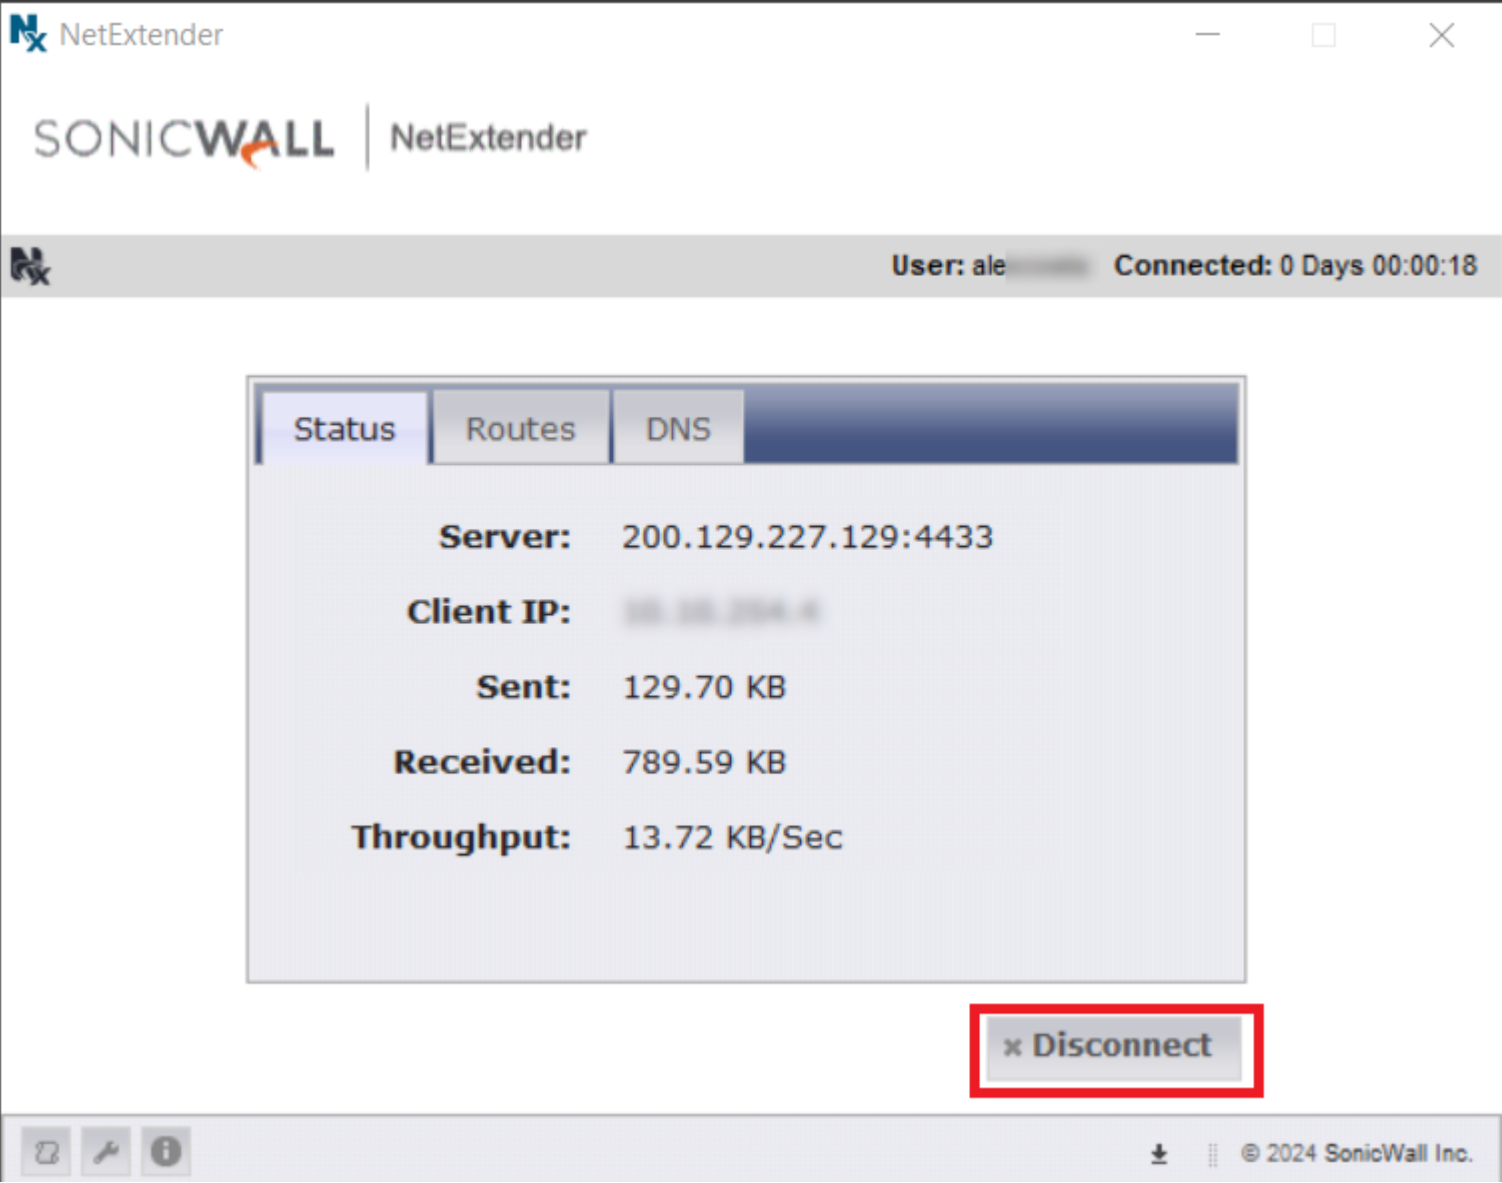 NetExtender
SONICWALL NetExtender
User: ale Connected: 0 Days 00:00:18
Status Routes DNS
Server: 200.129.227.129:4433
Client IP:
Sent: 129.70 KB
Received: 789.59 KB
Throughput: 13.72 KB/Sec
Disconnect
© 2024 SonicWall Inc.